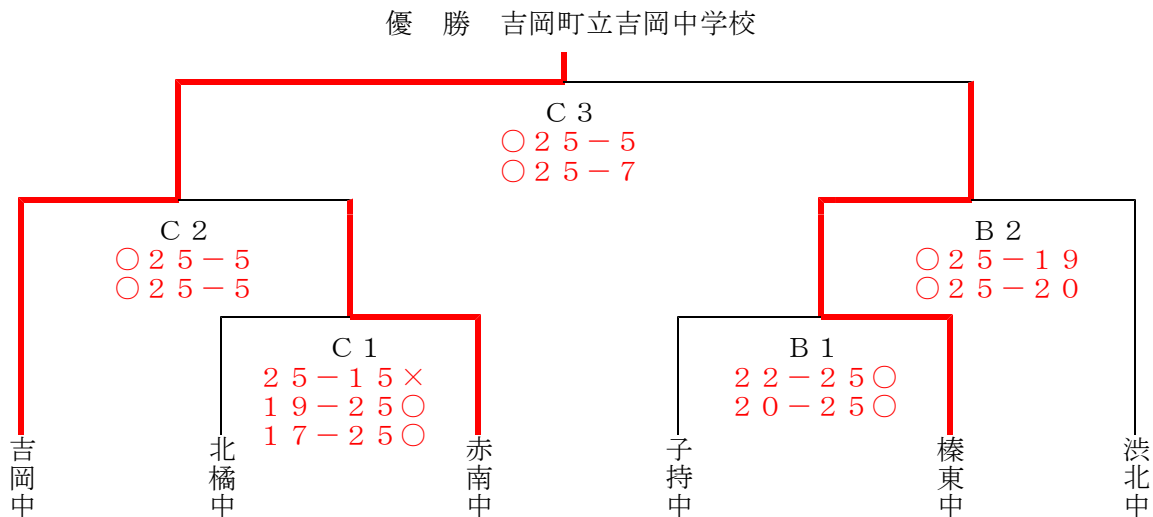 優　勝　吉岡町立吉岡中学校
Ｃ３
○２５－５
○２５－７
Ｃ２
○２５－５
○２５－５
Ｂ２
○２５－１９
○２５－２０
Ｃ１
２５－１５×
１９－２５○
１７－２５○
Ｂ１
２２－２５○
２０－２５○
吉岡中
北橘中
赤南中
子持中
榛東中
渋北中